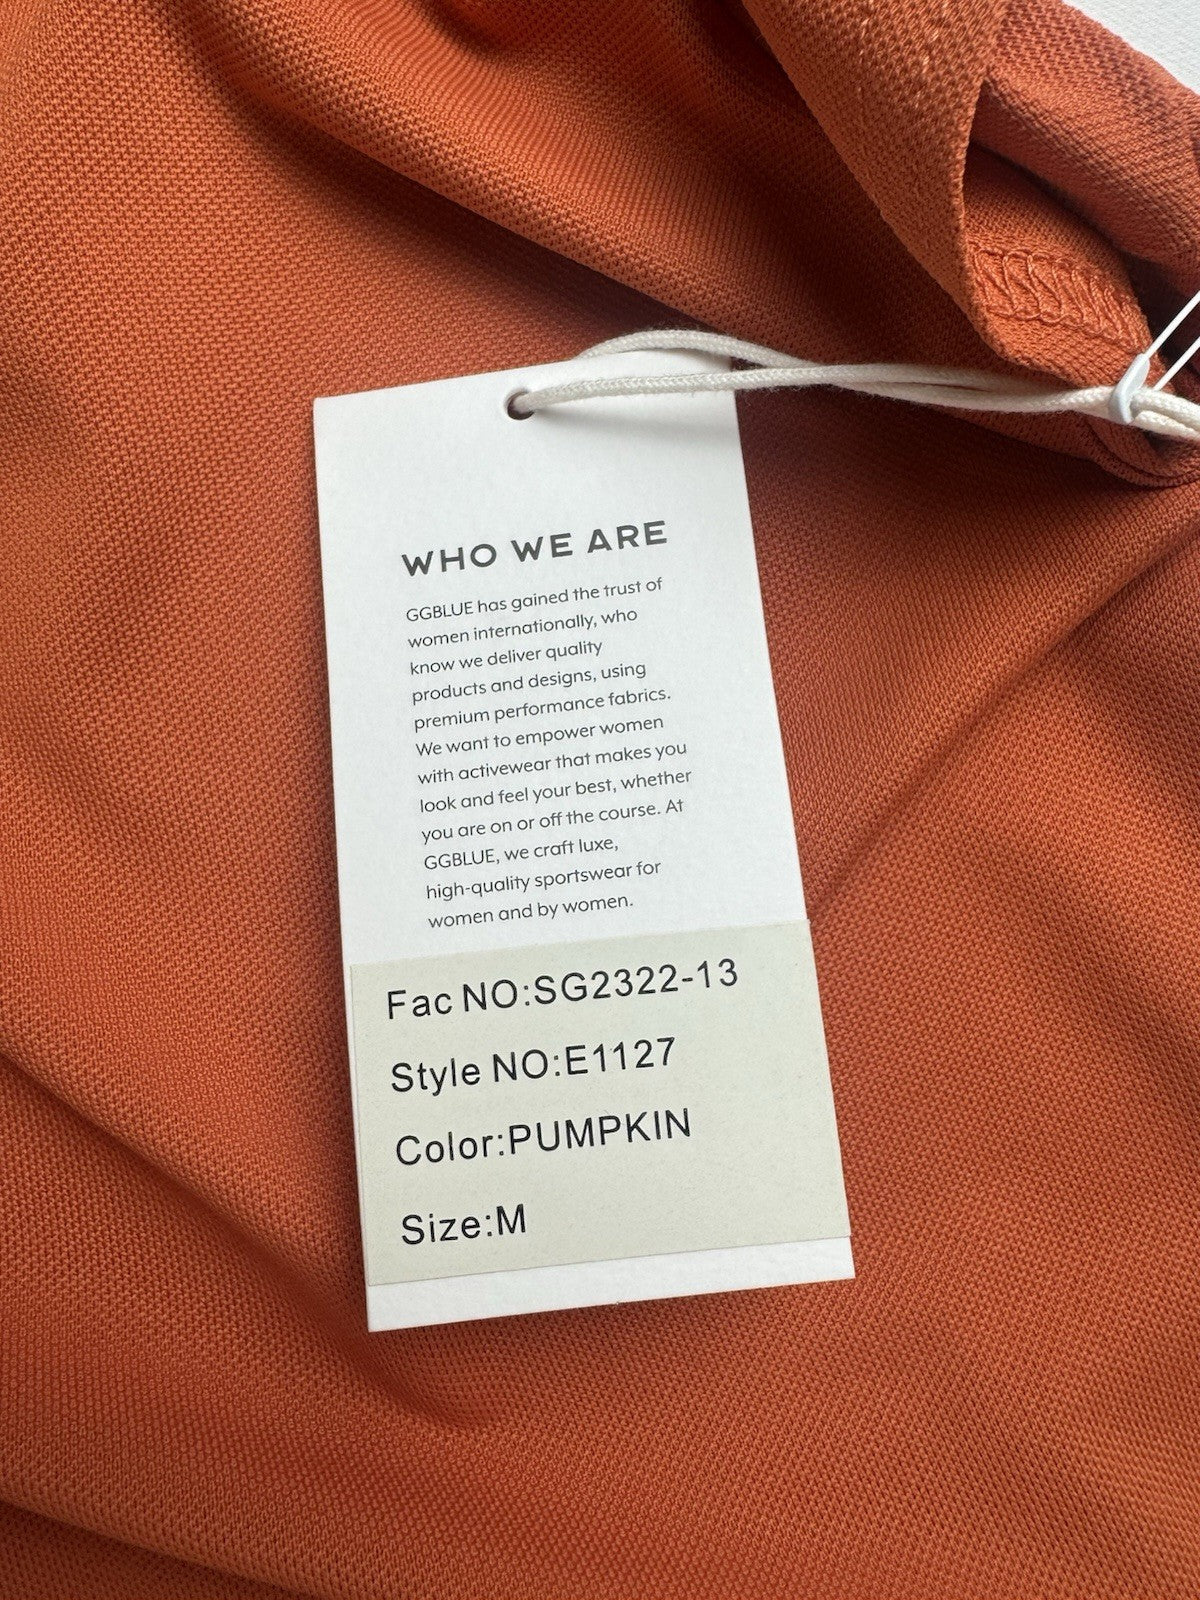 WHO WE ARE
GGBLUE has gained the trust of
women internationally, who
know we deliver quality
products and designs, using
premium performance fabrics.
We want to empower women
with activewear that makes you
look and feel your best, whether
you are on or off the course. At
GGBLUE, we craft luxe,
high-quality sportswear for
women and by women.
Fac NO:SG2322-13
Style NO:E1127
Color:PUMPKIN
Size:M